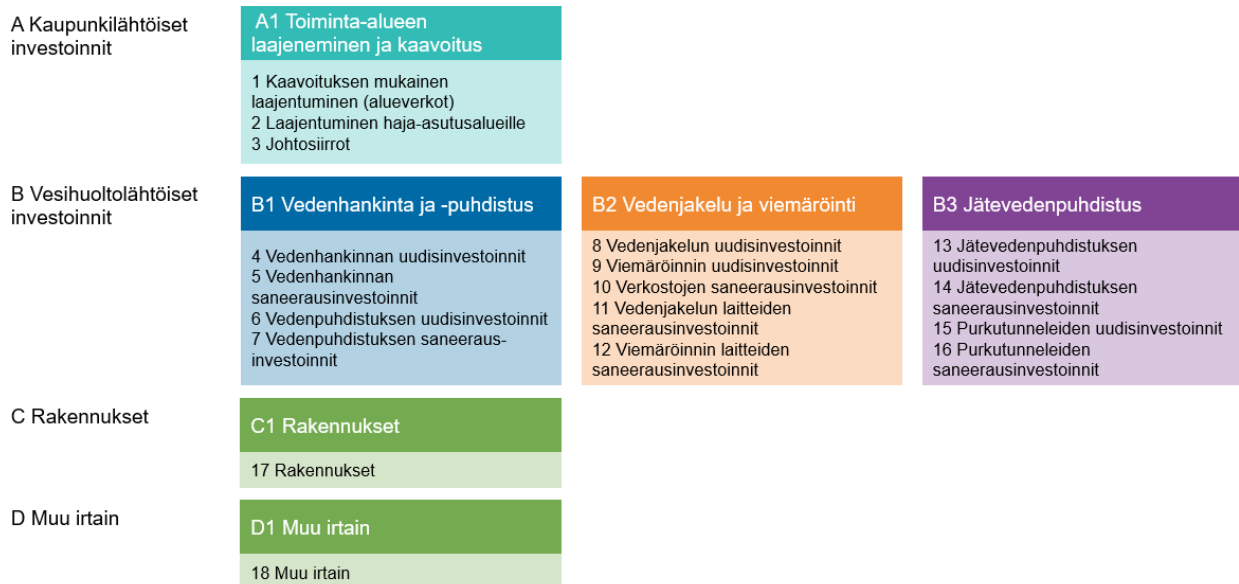 A Kaupunkilähtöiset
investoinnit
A1 Toiminta-alueen
laajeneminen ja kaavoitus
1 Kaavoituksen mukainen
laajentuminen (alueverkot)
2 Laajentuminen haja-asutusalueille
3 Johtosiirrot
B Vesihuoltolähtöiset
investoinnit
B1 Vedenhankinta ja -puhdistus
4 Vedenhankinnan uudisinvestoinnit
5 Vedenhankinnan
saneerausinvestoinnit
6 Vedenpuhdistuksen uudisinvestoinnit
7 Vedenpuhdistuksen saneeraus-
investoinnit
B2 Vedenjakelu ja viemäröinti
8 Vedenjakelun uudisinvestoinnit
9 Viemäröinnin uudisinvestoinnit
10 Verkostojen saneerausinvestoinnit
11 Vedenjakelun laitteiden
saneerausinvestoinnit
12 Viemäröinnin laitteiden
saneerausinvestoinnit
B3 Jätevedenpuhdistus
13 Jätevedenpuhdistuksen
uudisinvestoinnit
14 Jätevedenpuhdistuksen
saneerausinvestoinnit
15 Purkutunneleiden uudisinvestoinnit
16 Purkutunneleiden
saneerausinvestoinnit
C Rakennukset
C1 Rakennukset
17 Rakennukset
D Muu irtain
D1 Muu irtain
18 Muu irtain